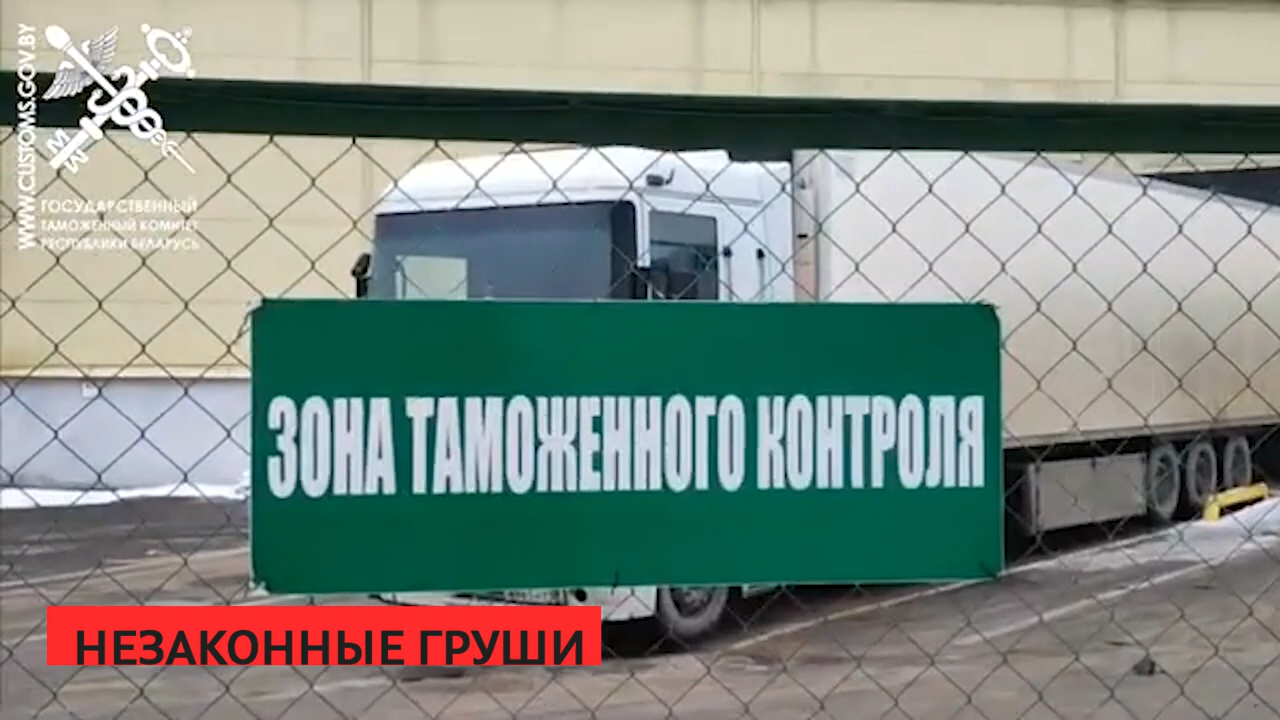 WWW.CUSTOMS.GOV.BY
ГОСУДАРСТВЕННЫЙ
ТАМОЖЕННЫЙ КОМИТЕТ
РЕСПУБЛИКИ БЕЛАРУСЬ
ЗОНА ТАМОЖЕННОГО КОНТРОЛЯ
НЕЗАКОННЫЕ ГРУШИ